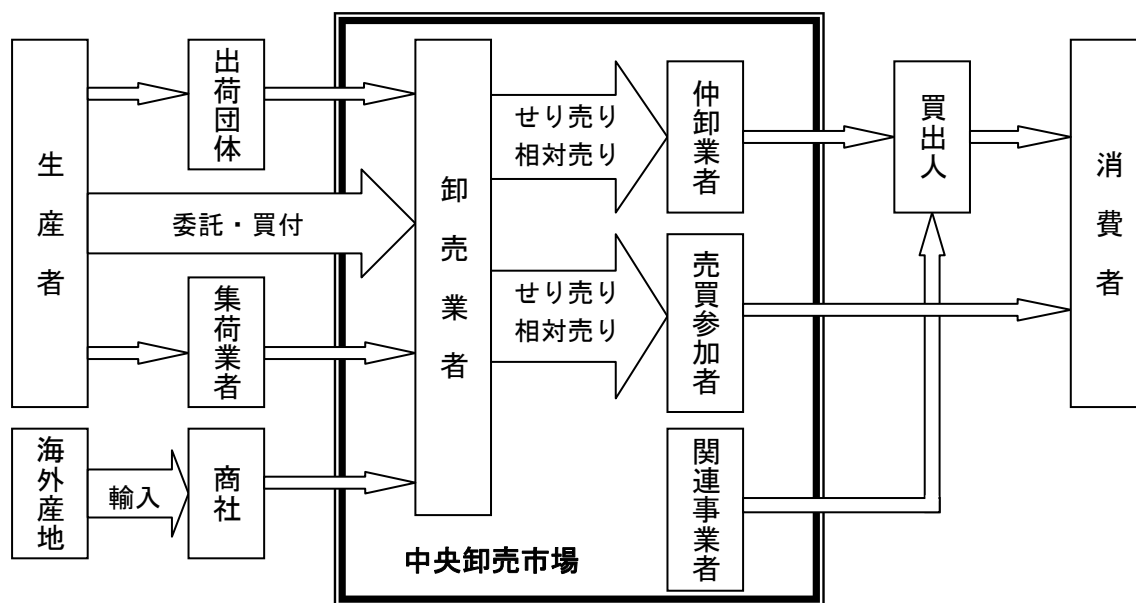 生産者
海外産地
輸入
出荷団体
委託・買付
集荷業者
商社
卸売業者
せり売り
相対売り
せり売り
相対売り
仲卸業者
売買参加者
関連事業者
中央卸売市場
買出人
消費者